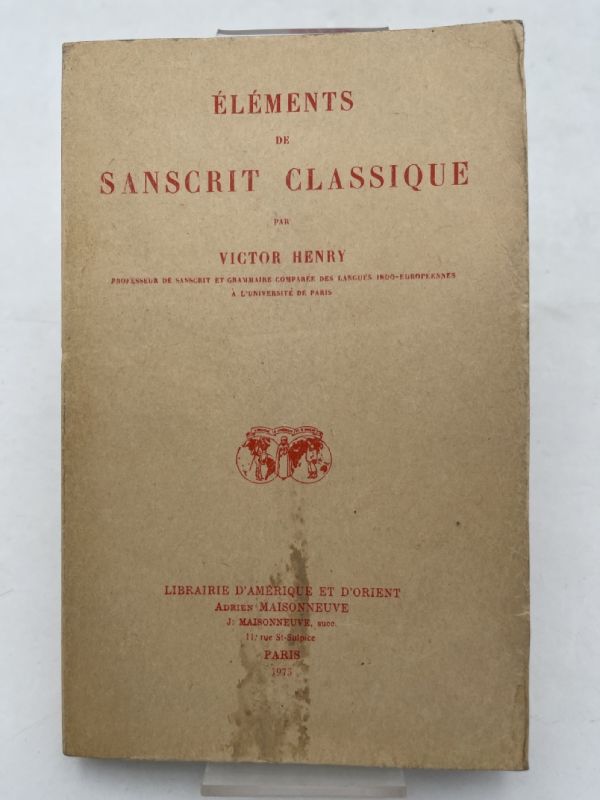 ÉLÉMENTS
DE
SANSCRIT CLASSIQUE
PAR
VICTOR HENRY
PROFESSEUR DE SANSCRIT ET GRAMMAIRE COMPARÉE DES LANGUES INDO-EUROPÉENNES
À L'UNIVERSITÉ DE PARIS
LIBRAIRIE D'AMÉRIQUE ET D'ORIENT
ADRIEN MAISONNEUVE
J. MAISONNEUVE, succ.
11, rue St-Sulpice
PARIS
1975